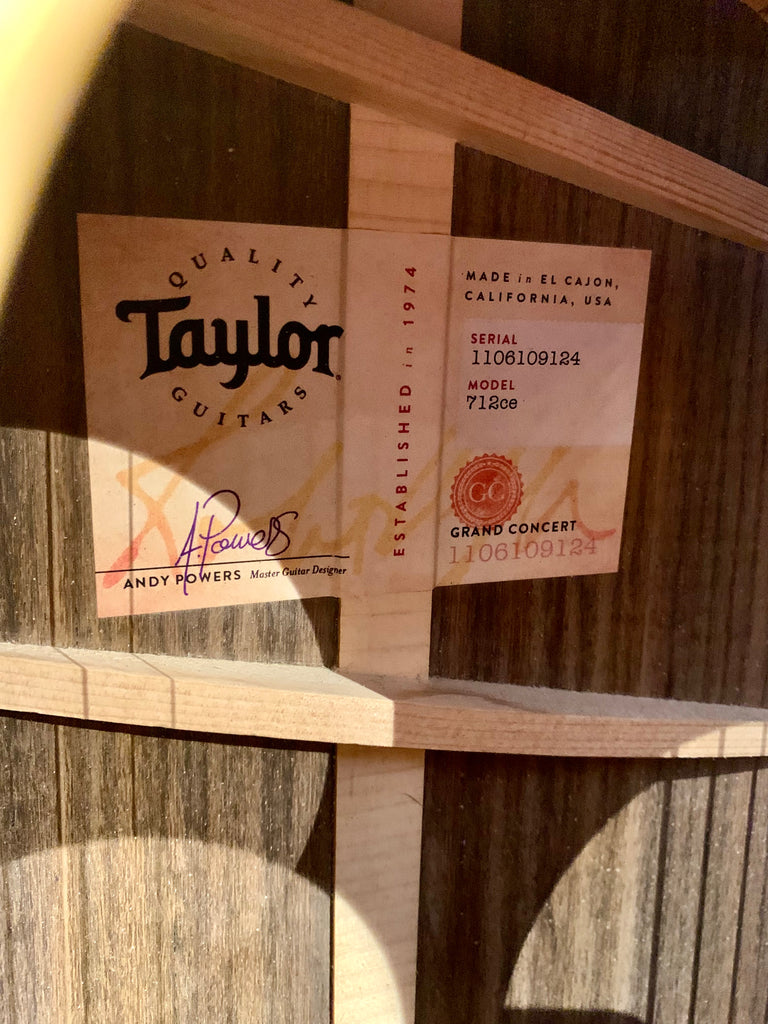 QUALITY
Taylor
GUITARS
A. Powers
ANDY POWERS Master Guitar Designer
ESTABLISHED in 1974
MADE in EL CAJON,
CALIFORNIA, USA
SERIAL
1106109124
MODEL
712ce
GC
GRAND CONCERT
1106109124